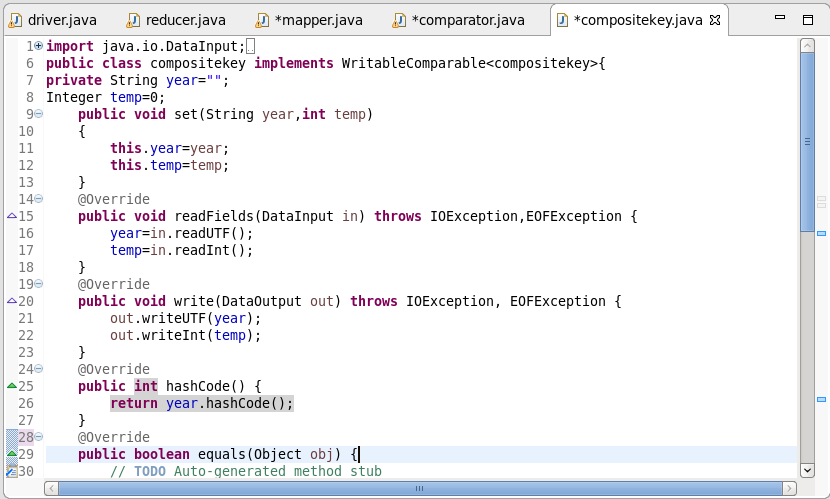 driver.java reducer.java *mapper.java *comparator.java *compositekey.java
1 import java.io.DataInput;
6 public class compositekey implements WritableComparable<compositekey>{
7 private String year="";
8 Integer temp=0;
9 public void set(String year,int temp)
10 {
11 this.year=year;
12 this.temp=temp;
13 }
14 @Override
15 public void readFields(DataInput in) throws IOException,EOFException {
16 year=in.readUTF();
17 temp=in.readInt();
18 }
19 @Override
20 public void write(DataOutput out) throws IOException, EOFException {
21 out.writeUTF(year);
22 out.writeInt(temp);
23 }
24 @Override
25 public int hashCode() {
26 return year.hashCode();
27 }
28 @Override
29 public boolean equals(Object obj) {
30 // TODO Auto-generated method stub